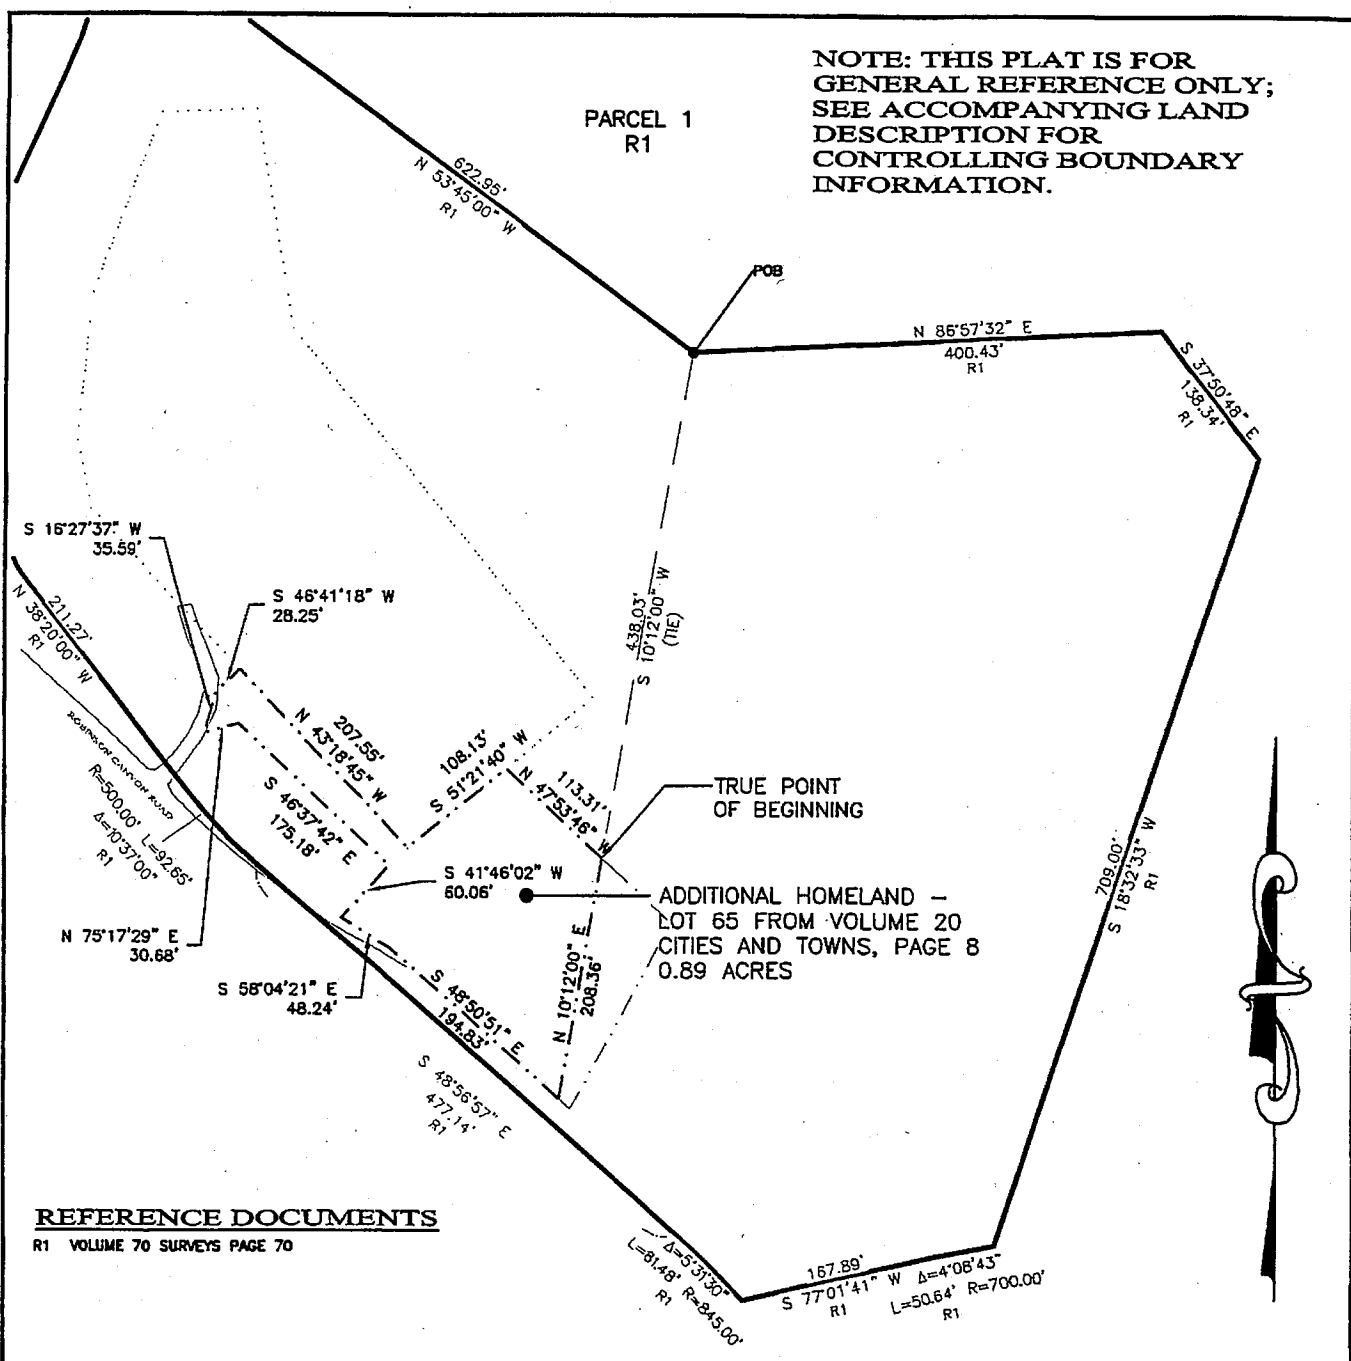 NOTE: THIS PLAT IS FOR
GENERAL REFERENCE ONLY;
SEE ACCOMPANYING LAND
DESCRIPTION FOR
CONTROLLING BOUNDARY
INFORMATION.
PARCEL 1
R1
622.95'
N 53°45'00" W
R1
POB
N 86°57'32" E
400.43'
R1
S 37°50'48" E
138.34'
R1
S 16°27'37" W
35.59'
S 46°41'18" W
28.25'
438.03'
S 10°12'00" W
(TIE)
211.27'
N 38°20'00" W
R1
ROBINSON CANYON ROAD
R=500.00' L=92.65'
Δ=10°37'00"
R1
207.55'
N 43°18'45" W
108.13'
S 51°21'40" W
113.31'
N 47°53'46" W
TRUE POINT
OF BEGINNING
S 46°37'42" E
175.18'
S 41°46'02" W
60.06'
ADDITIONAL HOMELAND -
LOT 65 FROM VOLUME 20
CITIES AND TOWNS, PAGE 8
0.89 ACRES
709.00'
S 18°32'33" W
R1
N 75°17'29" E
30.68'
S 58°04'21" E
48.24'
S 48°50'51" E
194.83'
N 10°12'00" E
208.36'
S 48°56'57" E
477.14'
R1
REFERENCE DOCUMENTS
R1 VOLUME 70 SURVEYS PAGE 70
Δ=5°31'30"
L=81.48' R=845.00'
R1
167.89'
S 77°01'41" W
R1
Δ=4°08'43"
L=50.64' R=700.00'
R1